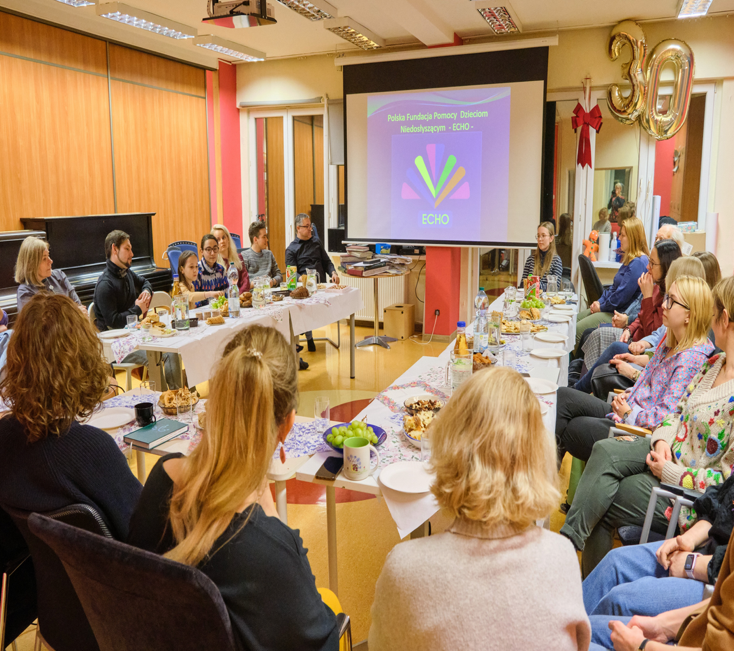 30
Polska Fundacja Pomocy Dzieciom
Niedosłyszącym - ECHO -
ECHO